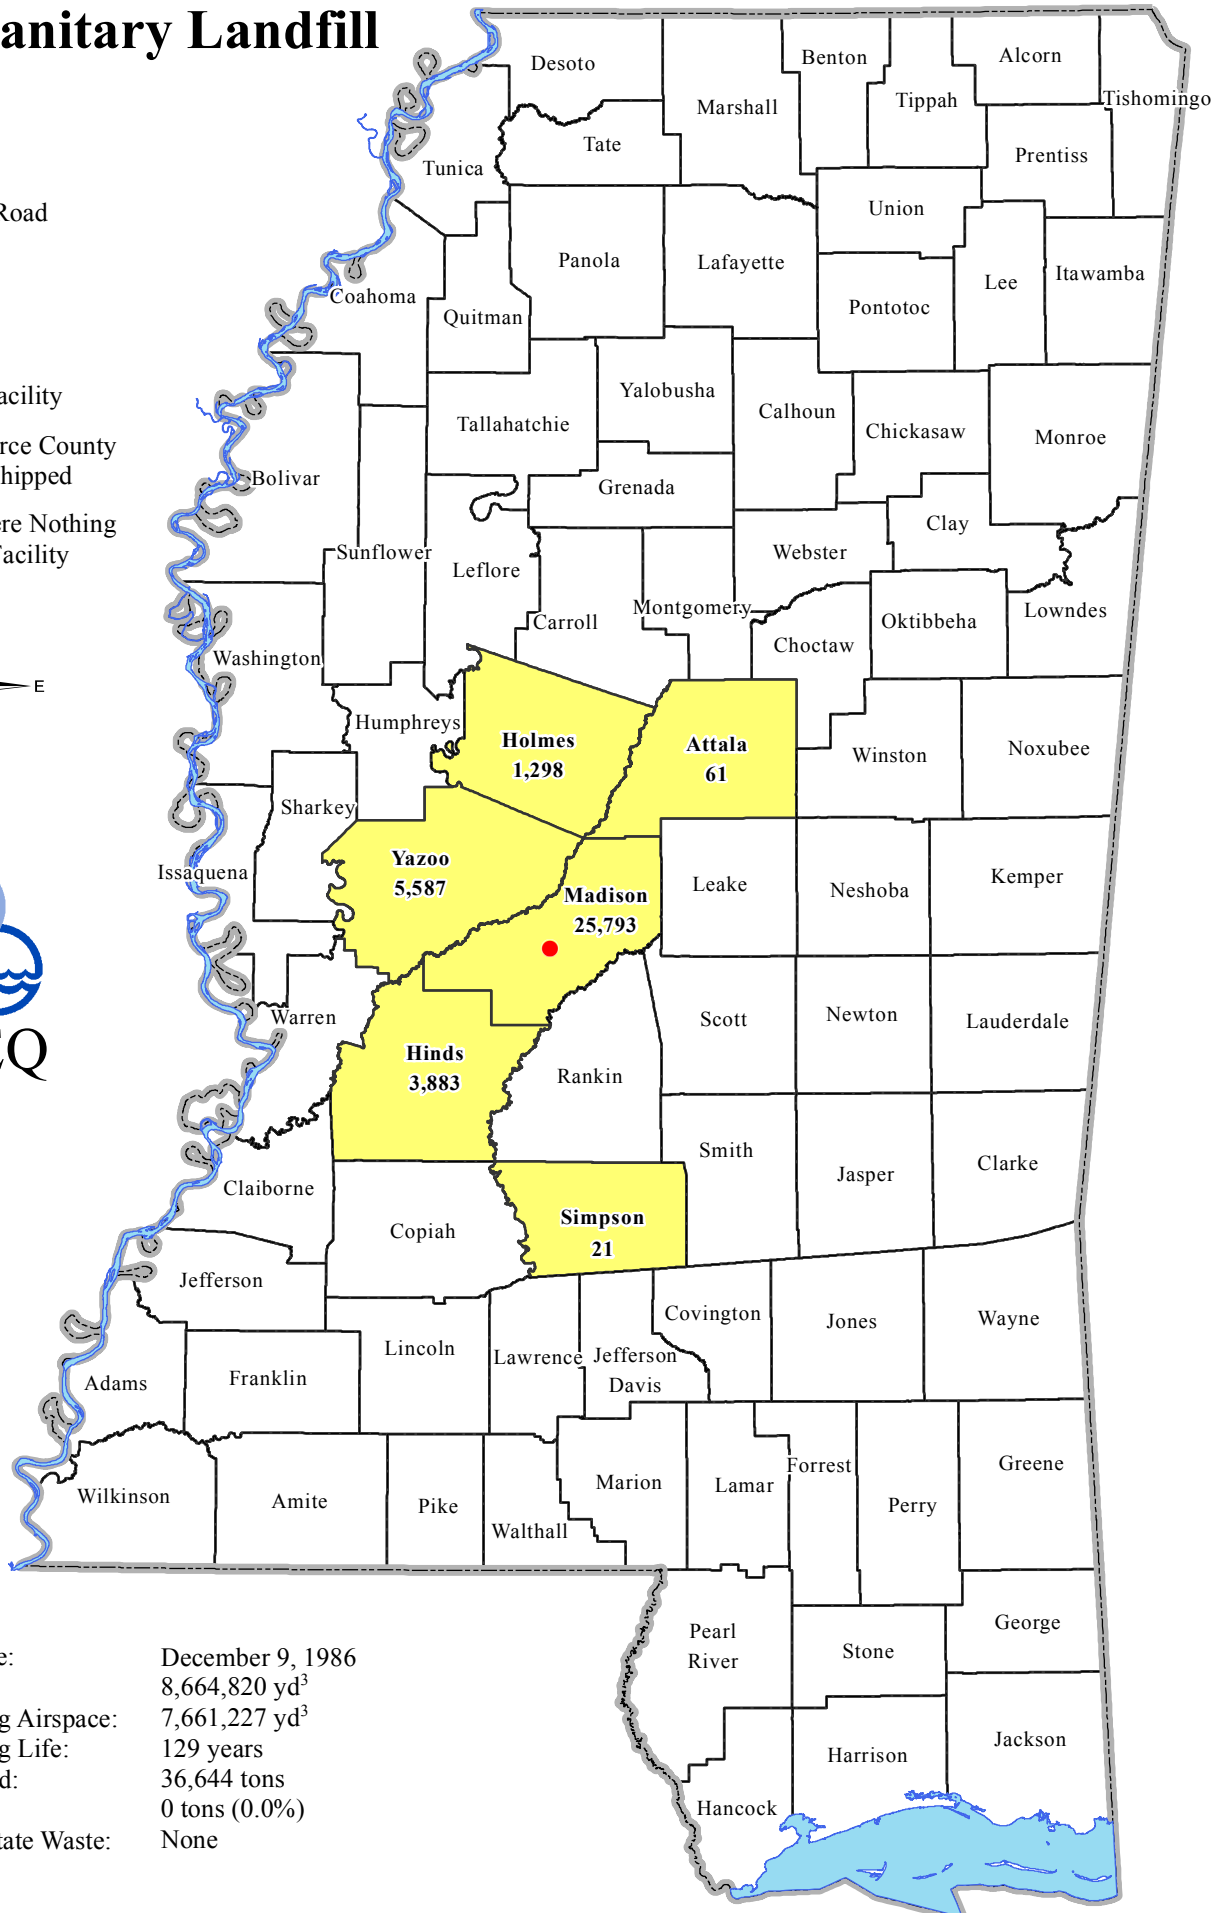 anitary Landfill
Road
acility
rce County
hipped
ere Nothing
Facility
E
CQ
Desoto
Benton
Alcorn
Marshall
Tippah
Tishomingo
Tate
Tunica
Prentiss
Union
Panola
Lafayette
Lee
Itawamba
Coahoma
Quitman
Pontotoc
Yalobusha
Tallahatchie
Calhoun
Chickasaw
Monroe
Bolivar
Grenada
Clay
Sunflower
Webster
Leflore
Carroll
Montgomery
Oktibbeha
Lowndes
Choctaw
Washington
Humphreys
Holmes
1,298
Attala
61
Winston
Noxubee
Sharkey
Issaquena
Yazoo
5,587
Madison
25,793
Leake
Neshoba
Kemper
Warren
Scott
Newton
Lauderdale
Hinds
3,883
Rankin
Smith
Jasper
Clarke
Claiborne
Copiah
Simpson
21
Jefferson
Covington
Jones
Wayne
Lincoln
Lawrence
Jefferson
Davis
Adams
Franklin
Wilkinson
Amite
Pike
Walthall
Marion
Lamar
Forrest
Perry
Greene
Pearl
River
Stone
George
Hancock
Harrison
Jackson
e: December 9, 1986
8,664,820 yd³
g Airspace: 7,661,227 yd³
g Life: 129 years
d: 36,644 tons
0 tons (0.0%)
tate Waste: None